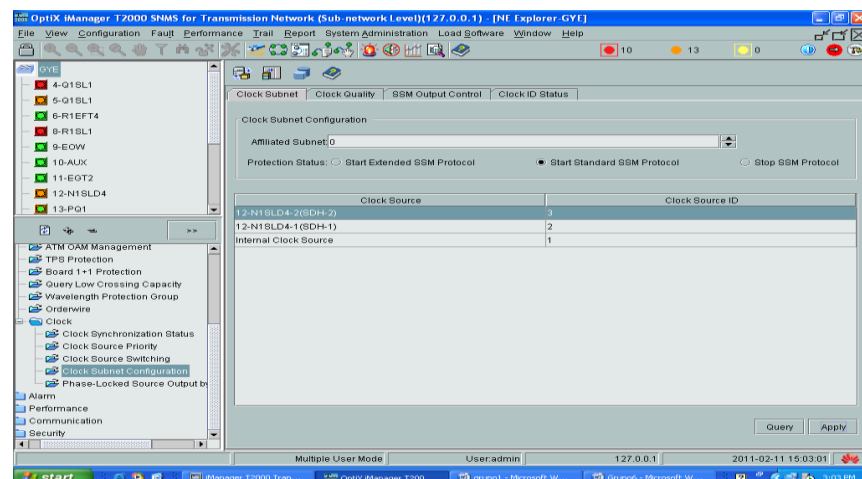 OptiX iManager T2000 SNMS for Transmission Network (Sub-network Level)(127.0.0.1) - [NE Explorer-GYE]
File View Configuration Fault Performance Trail Report System Administration Load Software Window Help
10 13 0
GYE
4-Q1SL1
5-Q1SL1
6-R1EFT4
8-R1SL1
9-EOW
10-AUX
11-EGT2
12-N1SLD4
13-PQ1
>>
ATM OAM Management
TPS Protection
Board 1+1 Protection
Query Low Crossing Capacity
Wavelength Protection Group
Orderwire
Clock
Clock Synchronization Status
Clock Source Priority
Clock Source Switching
Clock Subnet Configuration
Phase-Locked Source Output by
Alarm
Performance
Communication
Security
Clock Subnet Clock Quality SSM Output Control Clock ID Status
Clock Subnet Configuration
Affiliated Subnet: 0
Protection Status: Start Extended SSM Protocol Start Standard SSM Protocol Stop SSM Protocol
Clock Source Clock Source ID
12-N1SLD4-2(SDH-2) 3
12-N1SLD4-1(SDH-1) 2
Internal Clock Source 1
Query Apply
Multiple User Mode User:admin 127.0.0.1 2011-02-11 15:03:01
start iManager T2000 Tran... OptiX iManager T200... grupo1 - Microsoft W... Grupo6 - Microsoft W... 3:03 PM